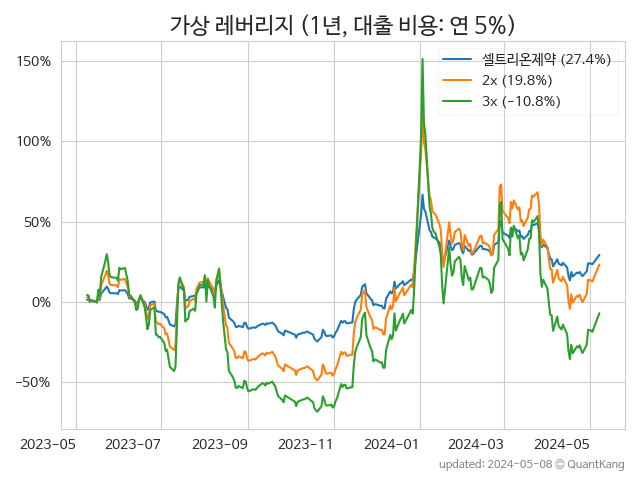 가상 레버리지 (1년, 대출 비용: 연 5%)
셀트리온제약 (27.4%)
2x (19.8%)
3x (−10.8%)
150%
100%
50%
0%
−50%
2023-05 2023-07 2023-09 2023-11 2024-01 2024-03 2024-05
updated: 2024-05-08 © QuantKang